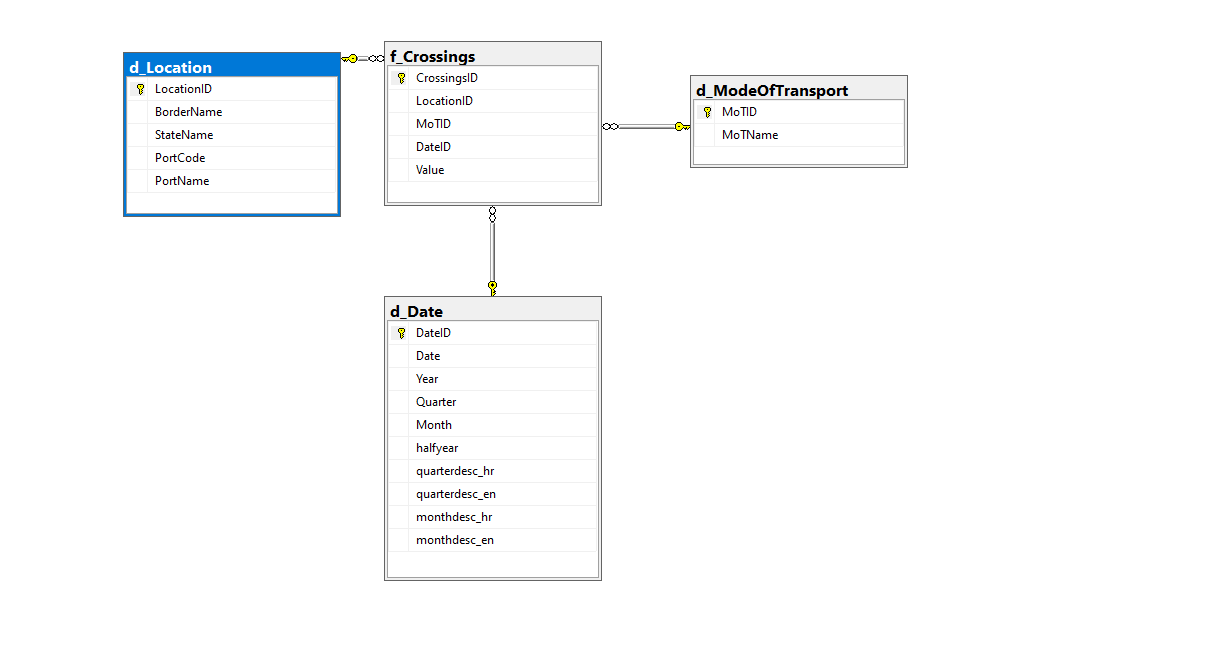 d_Location
LocationID
BorderName
StateName
PortCode
PortName
f_Crossings
CrossingsID
LocationID
MoTID
DateID
Value
d_ModeOfTransport
MoTID
MoTName
d_Date
DateID
Date
Year
Quarter
Month
halfyear
quarterdesc_hr
quarterdesc_en
monthdesc_hr
monthdesc_en